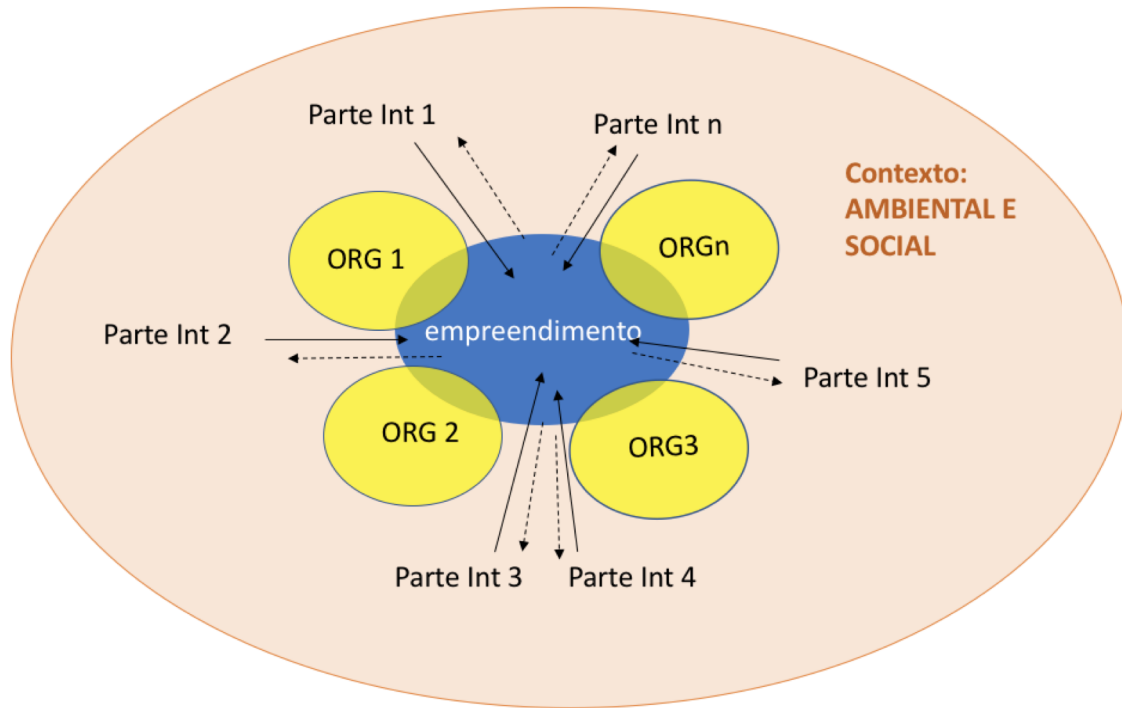 Parte Int 1
Parte Int n
Contexto:
AMBIENTAL E
SOCIAL
ORG 1
ORGn
Parte Int 2
empreendimento
Parte Int 5
ORG 2
ORG3
Parte Int 3
Parte Int 4